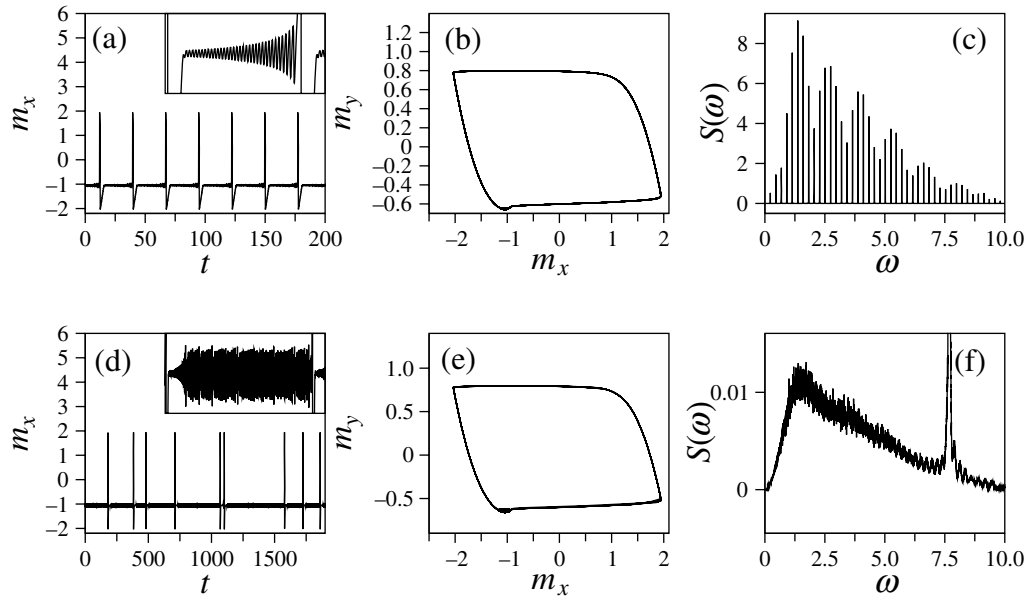 (a)
m_x
6
5
4
3
2
1
0
−1
−2
0 50 100 150 200
t
(b)
m_y
1.2
1.0
0.8
0.6
0.4
0.2
0
−0.2
−0.4
−0.6
−2 −1 0 1 2
m_x
(c)
S(ω)
8
6
4
2
0
0 2.5 5.0 7.5 10.0
ω
(d)
m_x
6
5
4
3
2
1
0
−1
−2
0 500 1000 1500
t
(e)
m_y
1.0
0.5
0
−0.5
−2 −1 0 1 2
m_x
(f)
S(ω)
0.01
0
0 2.5 5.0 7.5 10.0
ω